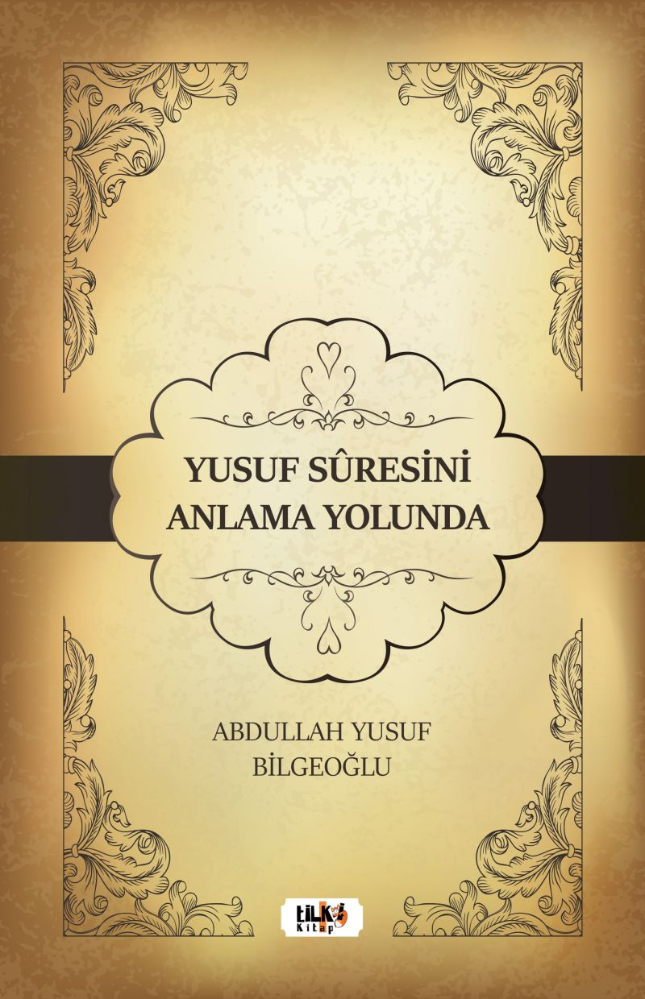 YUSUF SÛRESİNİ
ANLAMA YOLUNDA
ABDULLAH YUSUF
BİLGEOĞLU
tiLKi
Kitap